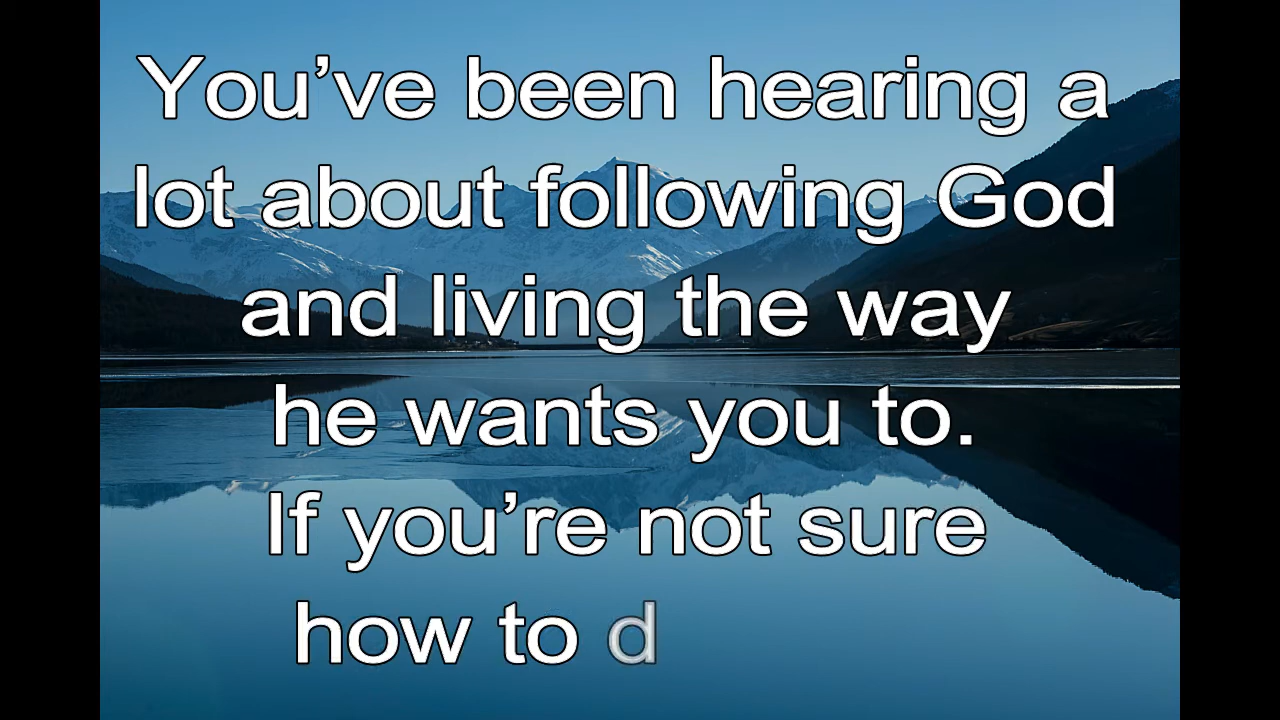 You’ve been hearing a
lot about following God
and living the way
he wants you to.
If you’re not sure
how to d